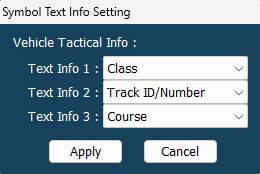 Symbol Text Info Setting
Vehicle Tactical Info :
Text Info 1 : Class
Text Info 2 : Track ID/Number
Text Info 3 : Course
Apply Cancel